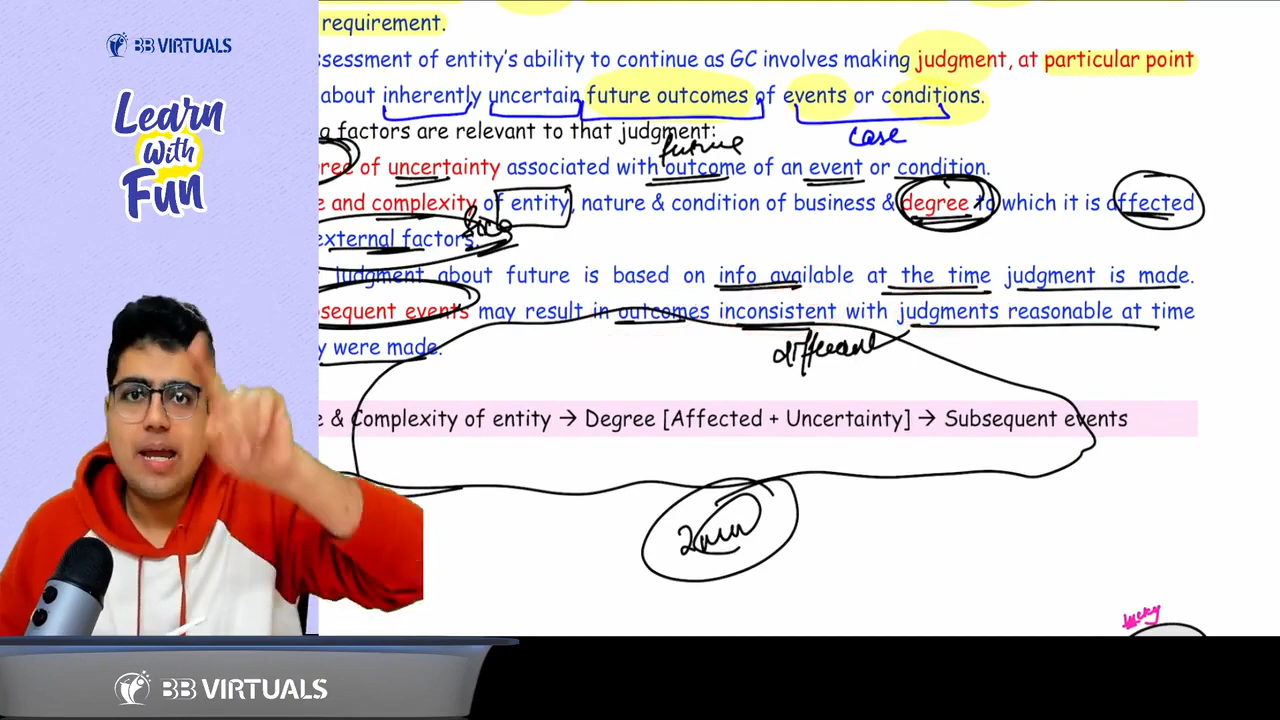 BB VIRTUALS
Learn
With
Fun
requirement.
ssessment of entity's ability to continue as GC involves making judgment, at particular point
about inherently uncertain future outcomes of events or conditions.
case
g factors are relevant to that judgment:
future
ree of uncertainty associated with outcome of an event or condition.
e and complexity of entity, nature & condition of business & degree to which it is affected
external factors.
judgment about future is based on info available at the time judgment is made.
bsequent events may result in outcomes inconsistent with judgments reasonable at time
y were made.
different
e & Complexity of entity → Degree [Affected + Uncertainty] → Subsequent events
BB VIRTUALS